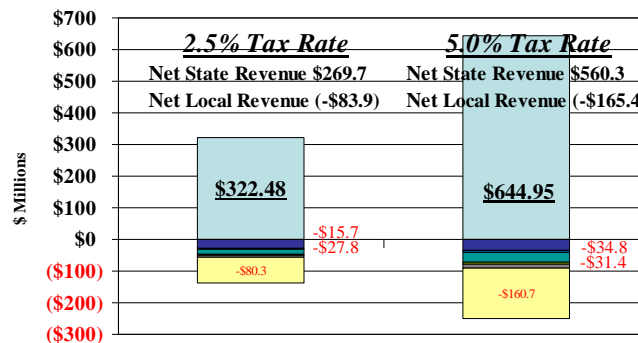 $700
$600
$500
$400
$300
$200
$100
$0
($100)
($200)
($300)
$ Millions
2.5% Tax Rate
Net State Revenue $269.7
Net Local Revenue (-$83.9)
$322.48
-$15.7
-$27.8
-$80.3
5.0% Tax Rate
Net State Revenue $560.3
Net Local Revenue (-$165.4
$644.95
-$34.8
-$31.4
-$160.7